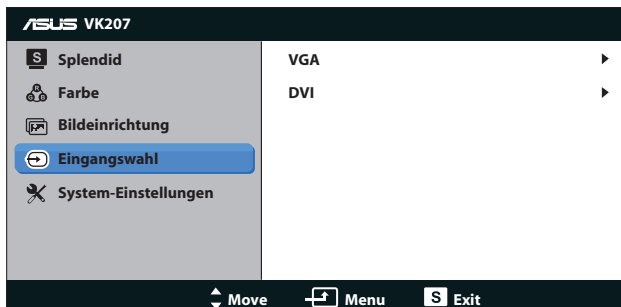 ASUS VK207
S Splendid
Farbe
Bildeinrichtung
Eingangswahl
System-Einstellungen
VGA
DVI
Move Menu S Exit